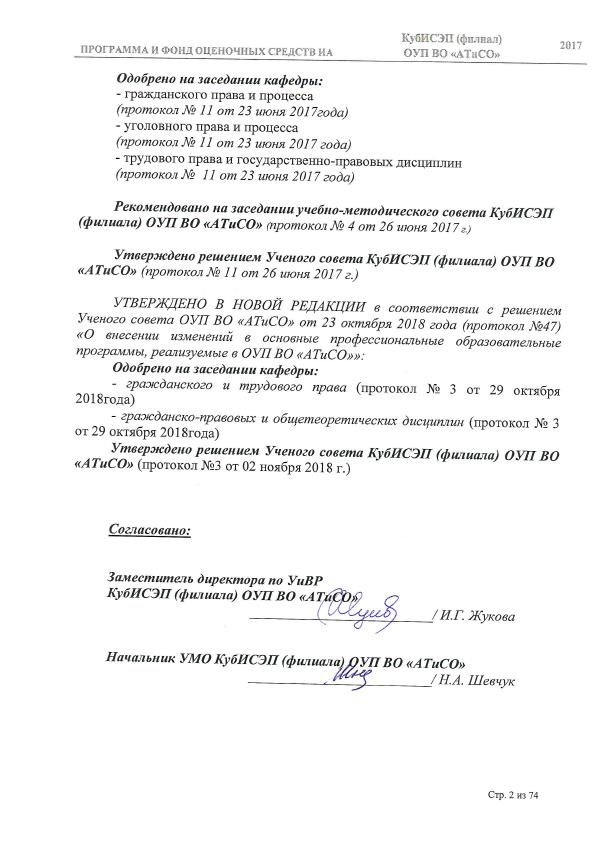 КубИСЭП (филиал)
ПРОГРАММА И ФОНД ОЦЕНОЧНЫХ СРЕДСТВ ИА ОУП ВО «АТиСО» 2017
Одобрено на заседании кафедры:
- гражданского права и процесса
(протокол № 11 от 23 июня 2017года)
- уголовного права и процесса
(протокол № 11 от 23 июня 2017 года)
- трудового права и государственно-правовых дисциплин
(протокол № 11 от 23 июня 2017 года)
Рекомендовано на заседании учебно-методического совета КубИСЭП
(филиала) ОУП ВО «АТиСО» (протокол № 4 от 26 июня 2017 г.)
Утверждено решением Ученого совета КубИСЭП (филиала) ОУП ВО
«АТиСО» (протокол № 11 от 26 июня 2017 г.)
УТВЕРЖДЕНО В НОВОЙ РЕДАКЦИИ в соответствии с решением
Ученого совета ОУП ВО «АТиСО» от 23 октября 2018 года (протокол №47)
«О внесении изменений в основные профессиональные образовательные
программы, реализуемые в ОУП ВО «АТиСО»»:
Одобрено на заседании кафедры:
- гражданского и трудового права (протокол № 3 от 29 октября
2018года)
- гражданско-правовых и общетеоретических дисциплин (протокол № 3
от 29 октября 2018года)
Утверждено решением Ученого совета КубИСЭП (филиала) ОУП ВО
«АТиСО» (протокол №3 от 02 ноября 2018 г.)
Согласовано:
Заместитель директора по УиВР
КубИСЭП (филиала) ОУП ВО «АТиСО»
/ И.Г. Жукова
Начальник УМО КубИСЭП (филиала) ОУП ВО «АТиСО»
/ Н.А. Шевчук
Стр. 2 из 74